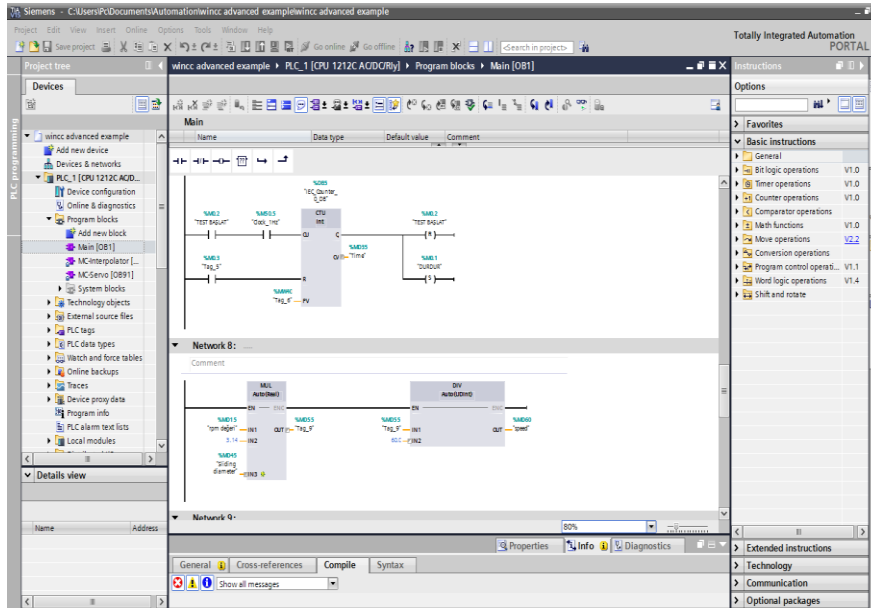 Siemens - C:\Users\Pc\Documents\Automation\wincc advanced example\wincc advanced example
Project Edit View Insert Online Options Tools Window Help
Totally Integrated Automation
PORTAL
Save project
Go online
Go offline
<Search in project>
Project tree
wincc advanced example ▸ PLC_1 [CPU 1212C AC/DC/Rly] ▸ Program blocks ▸ Main [OB1]
Instructions
Devices
Options
PLC programming
Main
Name Data type Default value Comment
wincc advanced example
Add new device
Devices & networks
PLC_1 [CPU 1212C AC/D...
Device configuration
Online & diagnostics
Program blocks
Add new block
Main [OB1]
MC-Interpolator [...
MC-Servo [OB91]
System blocks
Technology objects
External source files
PLC tags
PLC data types
Watch and force tables
Online backups
Traces
Device proxy data
Program info
PLC alarm text lists
Local modules
Details view
Name Address
%DB5
"IEC_Counter_
0_DB"
CTU
Int
%M0.2
"TEST BASLAT"
%M50.5
"Clock_1Hz"
CU Q
%M0.2
"TEST BASLAT"
R
%MD35
CV "Time"
%M0.3
"Tag_5"
R
%M0.1
"DURDUR"
S
"Tag_6" PV
Network 8: ....
Comment
MUL
Auto (Real)
DIV
Auto (UDInt)
EN ENO
EN ENO
%MD15
"rpm değeri" IN1
OUT
%MD55
"Tag_9"
%MD55
"Tag_9" IN1
OUT
%MD60
"speed"
3.14 IN2
60.0 IN2
%MD45
"sliding
diameter" IN3
Network 9:
80%
Properties Info Diagnostics
General Cross-references Compile Syntax
Show all messages
Favorites
Basic instructions
General
Bit logic operations V1.0
Timer operations V1.0
Counter operations V1.0
Comparator operations
Math functions V1.0
Move operations V2.2
Conversion operations
Program control operati... V1.1
Word logic operations V1.4
Shift and rotate
Extended instructions
Technology
Communication
Optional packages